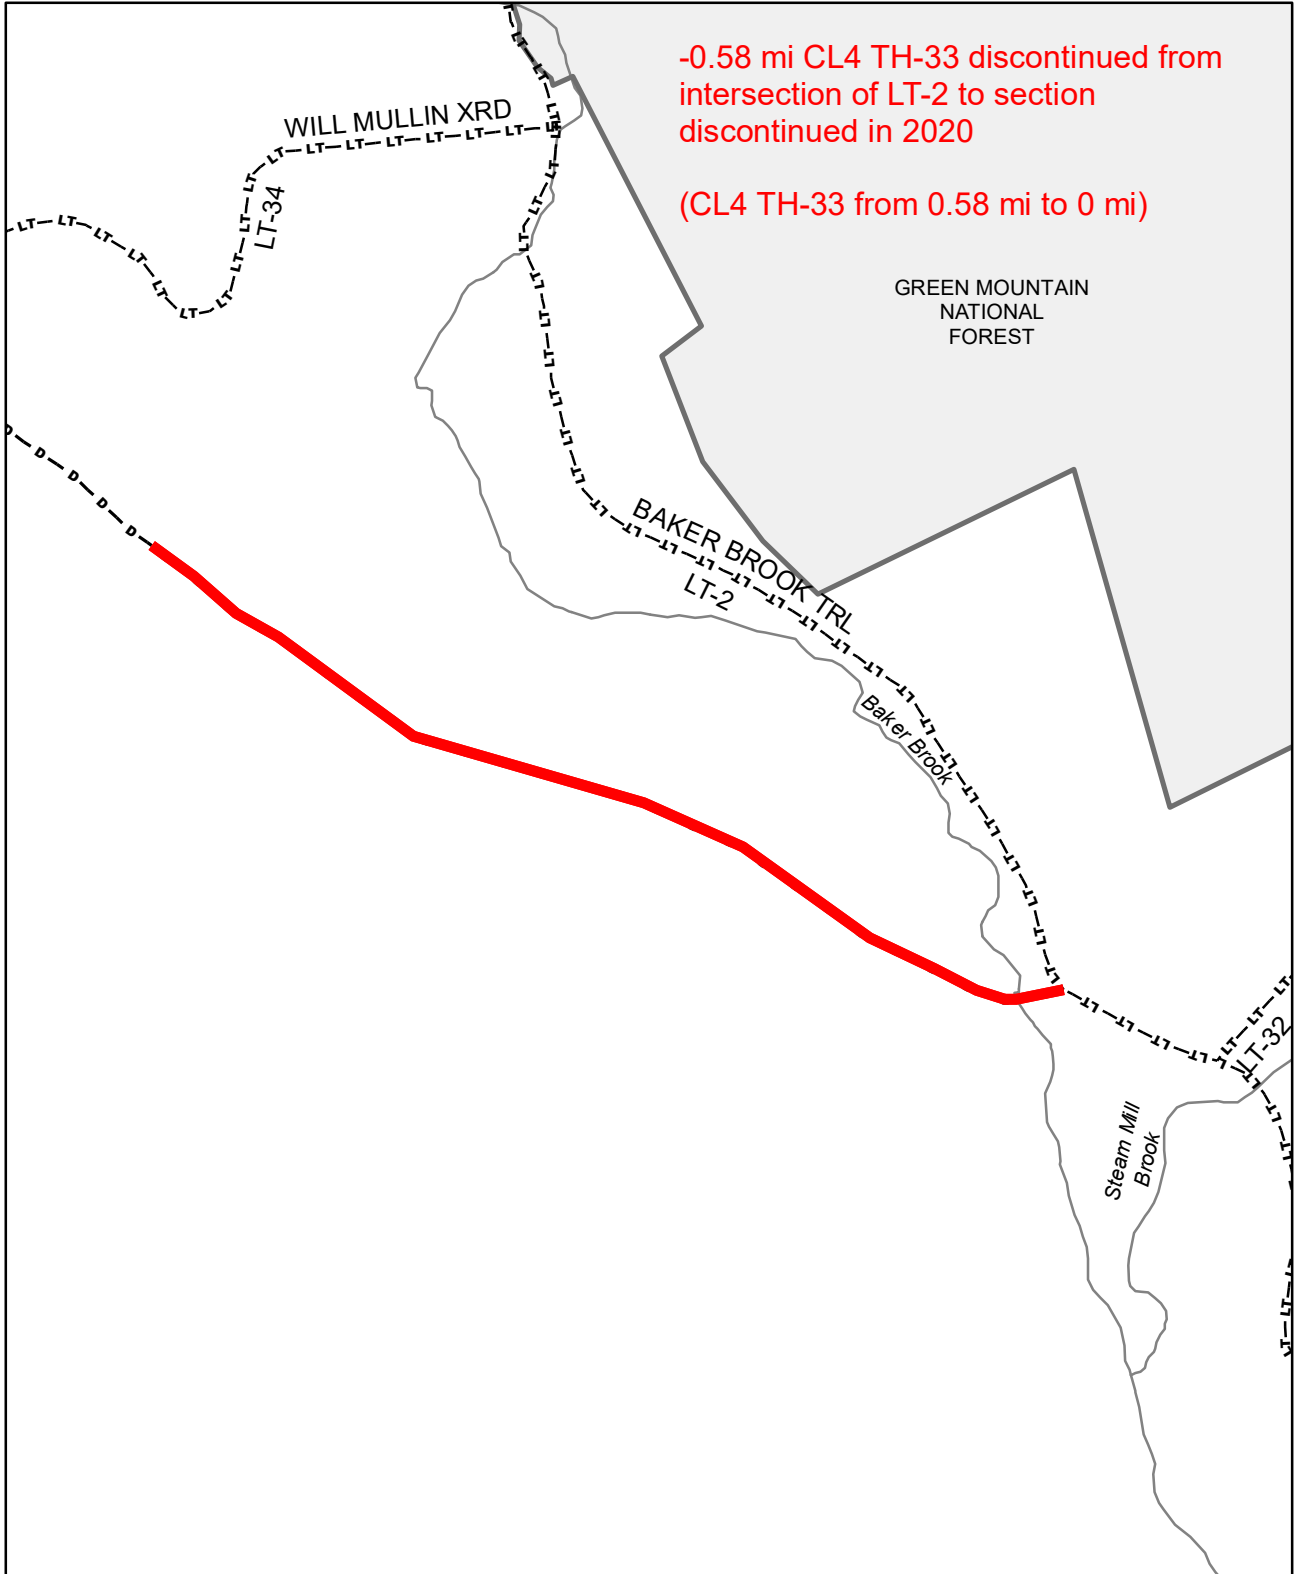 -0.58 mi CL4 TH-33 discontinued from
intersection of LT-2 to section
discontinued in 2020
(CL4 TH-33 from 0.58 mi to 0 mi)
WILL MULLIN XRD
LT-34
GREEN MOUNTAIN
NATIONAL
FOREST
BAKER BROOK TRL
LT-2
Baker Brook
LT-32
Steam Mill
Brook